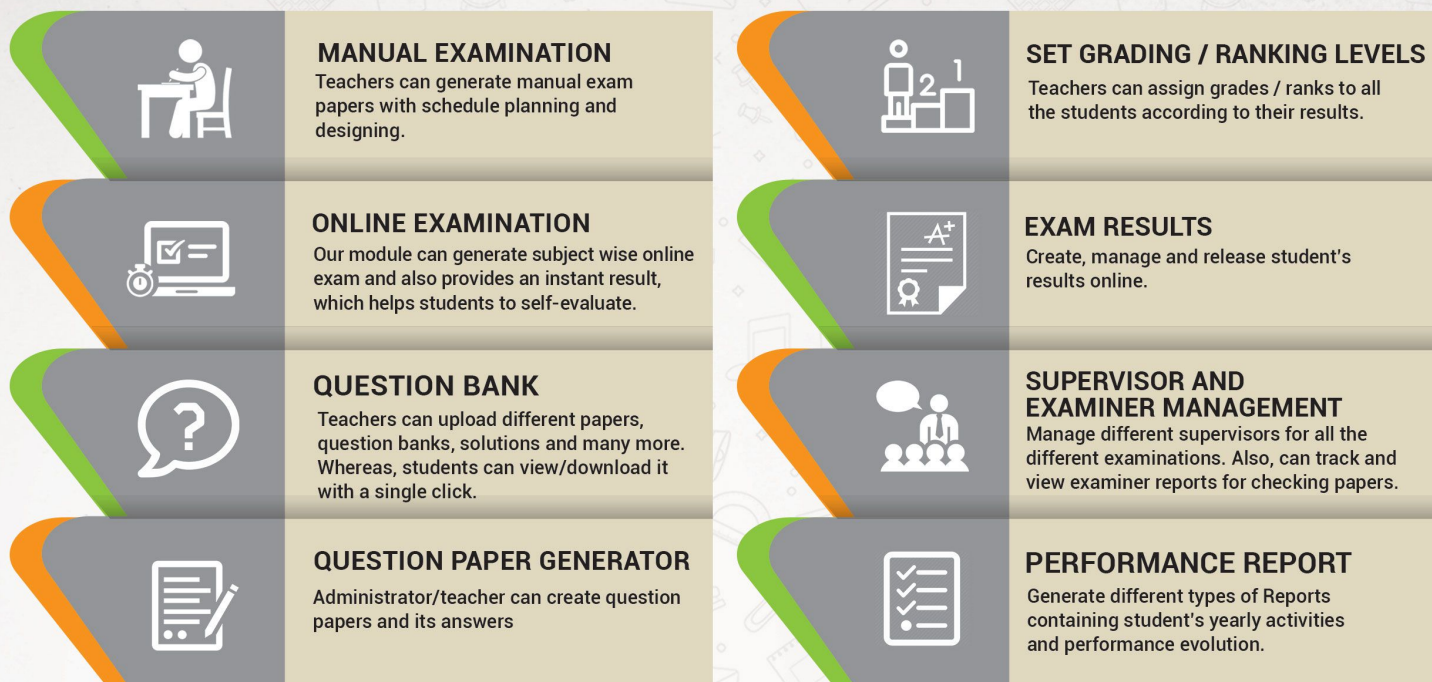 MANUAL EXAMINATION
Teachers can generate manual exam
papers with schedule planning and
designing.
ONLINE EXAMINATION
Our module can generate subject wise online
exam and also provides an instant result,
which helps students to self-evaluate.
QUESTION BANK
Teachers can upload different papers,
question banks, solutions and many more.
Whereas, students can view/download it
with a single click.
QUESTION PAPER GENERATOR
Administrator/teacher can create question
papers and its answers
2 1
SET GRADING / RANKING LEVELS
Teachers can assign grades / ranks to all
the students according to their results.
A+
EXAM RESULTS
Create, manage and release student's
results online.
SUPERVISOR AND
EXAMINER MANAGEMENT
Manage different supervisors for all the
different examinations. Also, can track and
view examiner reports for checking papers.
PERFORMANCE REPORT
Generate different types of Reports
containing student's yearly activities
and performance evolution.
?